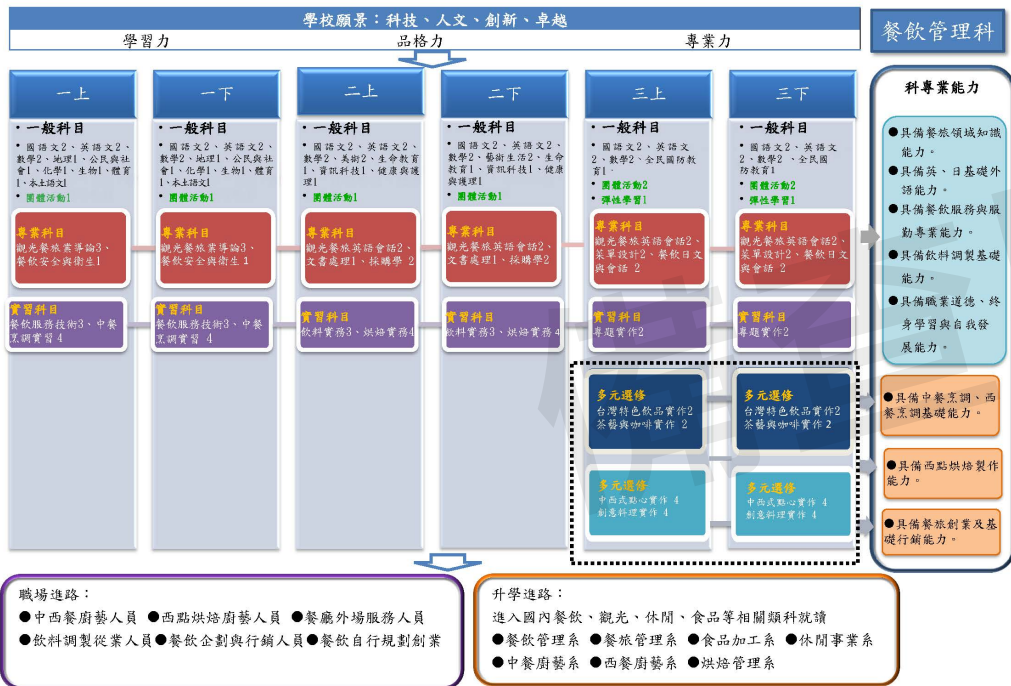 學校願景：科技、人文、創新、卓越
學習力
品格力
專業力
餐飲管理科
一上
• 一般科目
• 國語文2、英語文2、
數學2、地理1、公民與社
會1、化學1、生物1、體育
1、本土語文1
• 團體活動1
專業科目
觀光餐旅業導論3、
餐飲安全與衛生1
實習科目
餐飲服務技術3、中餐
烹調實習 4
一下
• 一般科目
• 國語文2、英語文2、
數學2、地理1、公民與社
會1、化學1、生物1、體育
1、本土語文1
• 團體活動1
專業科目
觀光餐旅業導論3、
餐飲安全與衛生 1
實習科目
餐飲服務技術3、中餐
烹調實習 4
二上
• 一般科目
• 國語文2、英語文2、
數學2、美術2、生命教育
1、資訊科技1、健康與護
理1
• 團體活動1
專業科目
觀光餐旅英語會話2、
文書處理1、採購學 2
實習科目
飲料實務3、烘焙實務4
二下
• 一般科目
• 國語文2、英語文2、
數學2、藝術生活2、生命
教育1、資訊科技1、健康
與護理1
• 團體活動1
專業科目
觀光餐旅英語會話2、
文書處理1、採購學2
實習科目
飲料實務3、烘焙實務 4
三上
• 一般科目
• 國語文2、英語文
2、數學2、全民國防教
育1、
• 團體活動2
• 彈性學習1
專業科目
觀光餐旅英語會話2、
菜單設計2、餐飲日文
與會話 2
實習科目
專題實作2
多元選修
台灣特色飲品實作2
茶藝與咖啡實作 2
多元選修
中西式點心實作 4
創意料理實作 4
三下
• 一般科目
• 國語文2、英語文
2、數學2 、全民國
防教育1
• 團體活動2
• 彈性學習1
專業科目
觀光餐旅英語會話2、
菜單設計2、餐飲日文
與會話 2
實習科目
專題實作2
多元選修
台灣特色飲品實作2
茶藝與咖啡實作 2
多元選修
中西式點心實作 4
創意料理實作 4
科專業能力
●具備餐旅領域知識
能力。
●具備英、日基礎外
語能力。
●具備餐飲服務與服
勤專業能力。
●具備飲料調製基礎
能力。
●具備職業道德、終
身學習與自我發
展能力。
●具備中餐烹調、西
餐烹調基礎能力。
●具備西點烘焙製作
能力。
●具備餐旅創業及基
礎行銷能力。
職場進路：
●中西餐廚藝人員 ●西點烘焙廚藝人員 ●餐廳外場服務人員
●飲料調製從業人員●餐飲企劃與行銷人員●餐飲自行規劃創業
升學進路：
進入國內餐飲、觀光、休閒、食品等相關類科就讀
●餐飲管理系 ●餐旅管理系 ●食品加工系 ●休閒事業系
●中餐廚藝系 ●西餐廚藝系 ●烘焙管理系